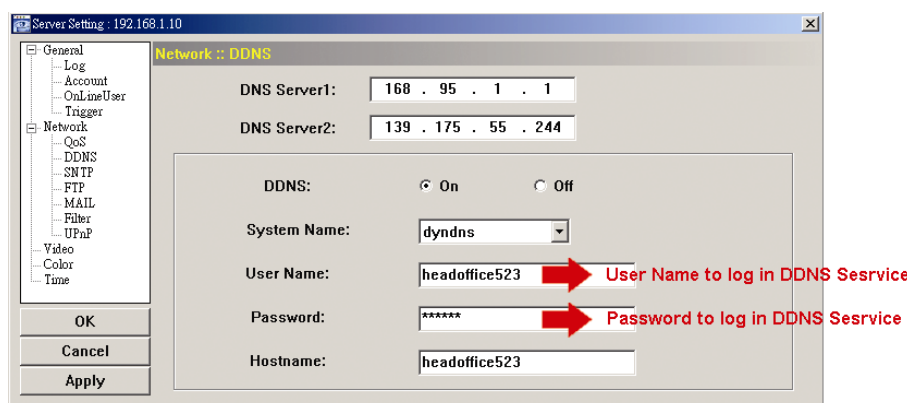 Server Setting : 192.168.1.10
General
Log
Account
OnLineUser
Trigger
Network
QoS
DDNS
SNTP
FTP
MAIL
Filter
UPnP
Video
Color
Time
OK
Cancel
Apply
Network :: DDNS
DNS Server1: 168 . 95 . 1 . 1
DNS Server2: 139 . 175 . 55 . 244
DDNS: On Off
System Name: dyndns
User Name: headoffice523 User Name to log in DDNS Sesrvice
Password: ****** Password to log in DDNS Sesrvice
Hostname: headoffice523